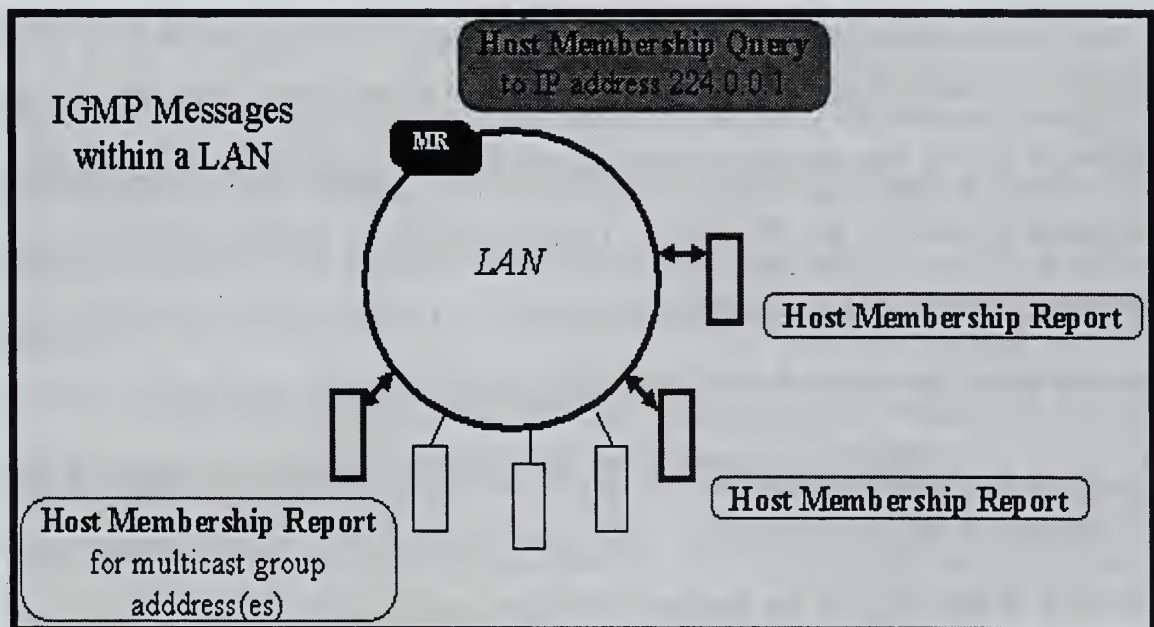 Host Membership Query
to IP address 224.0.0.1
IGMP Messages
within a LAN
MR
LAN
Host Membership Report
Host Membership Report
Host Membership Report
for multicast group
adddress(es)